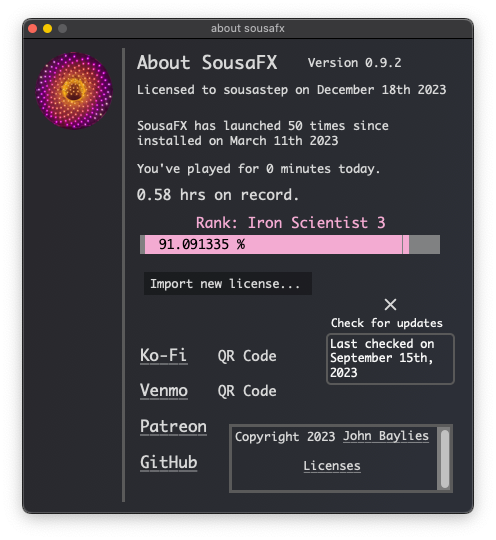 about sousafx
About SousaFX Version 0.9.2
Licensed to sousastep on December 18th 2023
SousaFX has launched 50 times since
installed on March 11th 2023
You've played for 0 minutes today.
0.58 hrs on record.
Rank: Iron Scientist 3
91.091335 %
Import new license...
Check for updates
Last checked on
September 15th,
2023
Ko-Fi QR Code
Venmo QR Code
Patreon
GitHub
Copyright 2023 John Baylies
Licenses